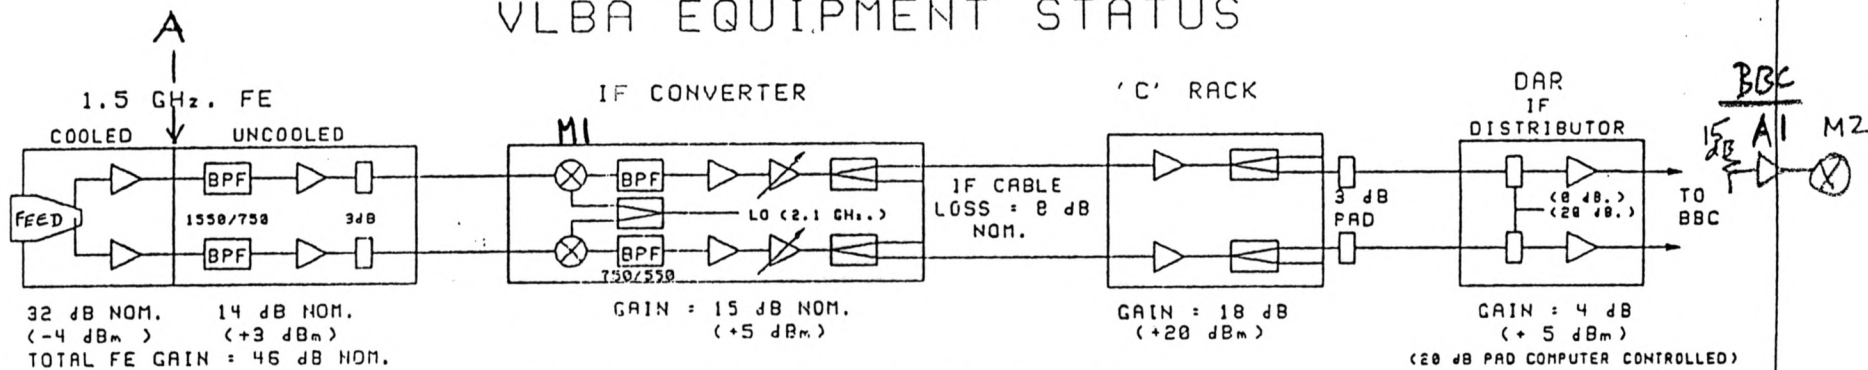 VLBA EQUIPMENT STATUS
A
1.5 GHz. FE
COOLED
UNCOOLED
FEED
BPF
1550/750
3dB
BPF
32 dB NOM.
(-4 dBm )
14 dB NOM.
(+3 dBm)
TOTAL FE GAIN : 46 dB NOM.
IF CONVERTER
M1
BPF
LO (2.1 GHz.)
BPF
750/550
GAIN : 15 dB NOM.
(+5 dBm)
IF CABLE
LOSS : 8 dB
NOM.
'C' RACK
GAIN : 18 dB
(+20 dBm)
3 dB
PAD
DAR
IF
DISTRIBUTOR
(0 dB.)
(20 dB.)
GAIN : 4 dB
(+ 5 dBm)
(20 dB PAD COMPUTER CONTROLLED)
TO
BBC
BBC
15
dB
A1
M2